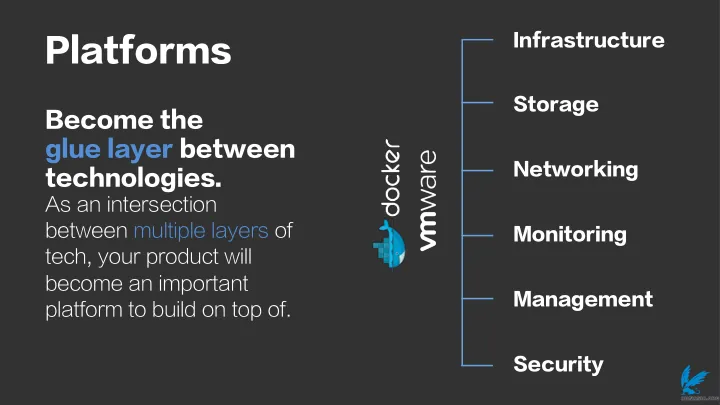 Platforms
Become the
glue layer between
technologies.
As an intersection
between multiple layers of
tech, your product will
become an important
platform to build on top of.
docker
vmware
Infrastructure
Storage
Networking
Monitoring
Management
Security